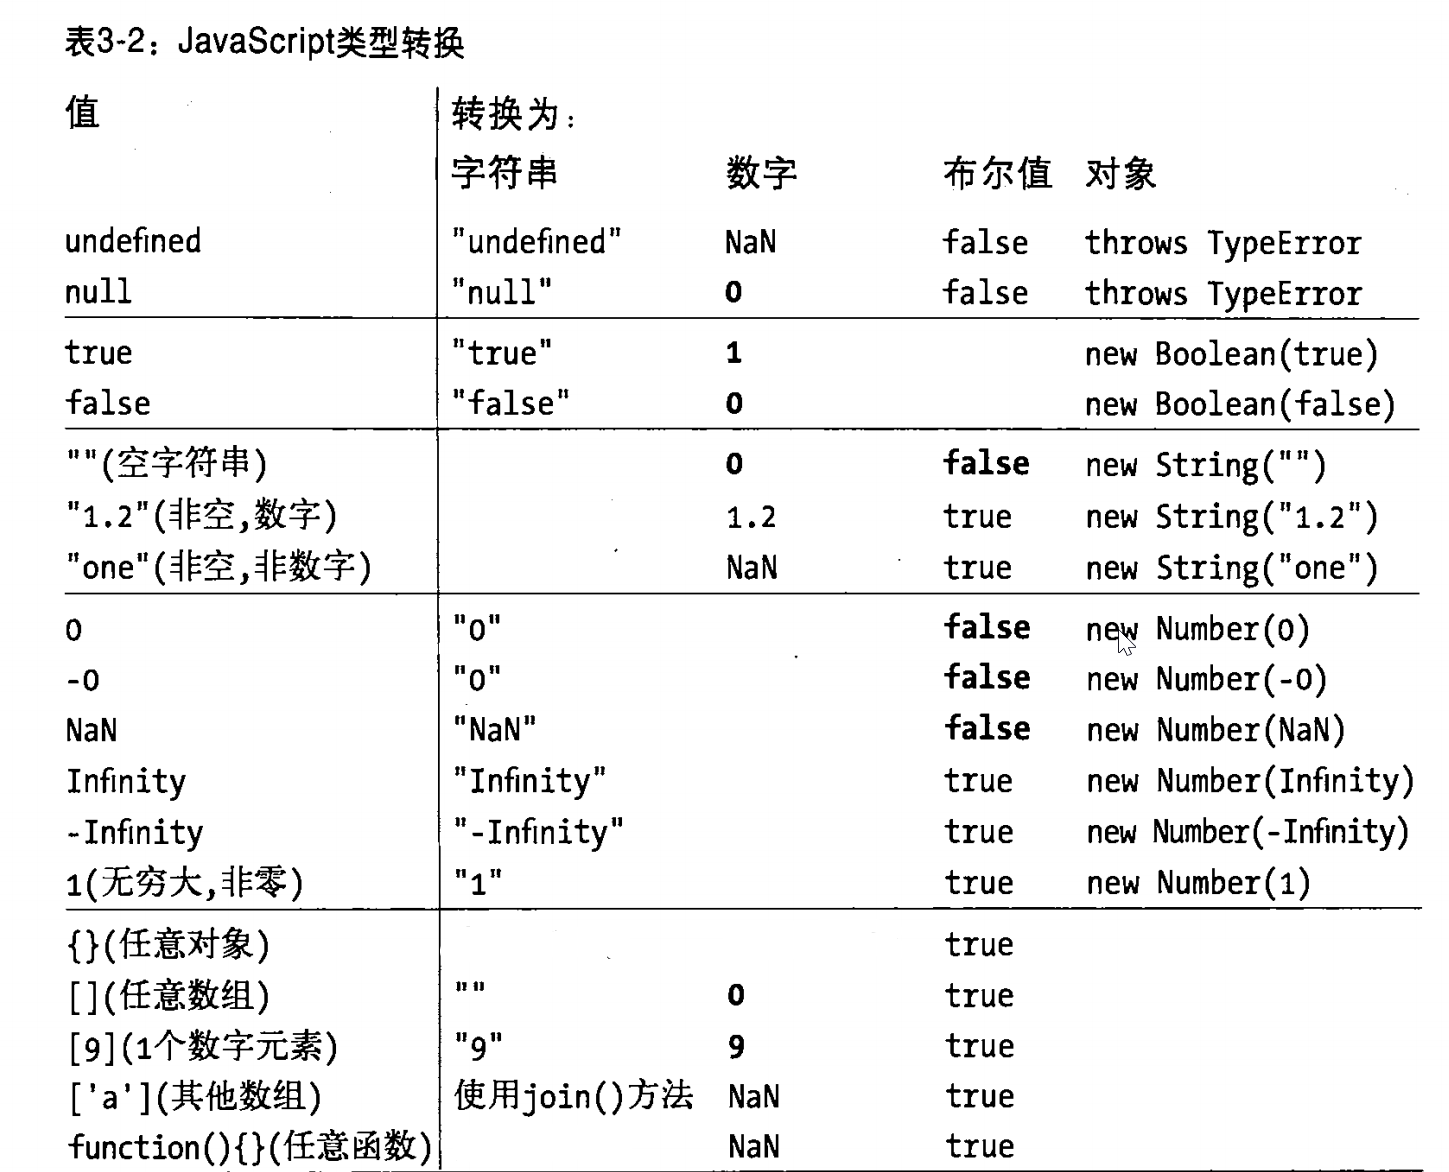 表3-2：JavaScript类型转换
值 转换为：
字符串 数字 布尔值 对象
undefined "undefined" NaN false throws TypeError
null "null" 0 false throws TypeError
true "true" 1 new Boolean(true)
false "false" 0 new Boolean(false)
""(空字符串) 0 false new String("")
"1.2"(非空,数字) 1.2 true new String("1.2")
"one"(非空,非数字) NaN true new String("one")
0 "0" false new Number(0)
-0 "0" false new Number(-0)
NaN "NaN" false new Number(NaN)
Infinity "Infinity" true new Number(Infinity)
-Infinity "-Infinity" true new Number(-Infinity)
1(无穷大,非零) "1" true new Number(1)
{}(任意对象) true
[](任意数组) "" 0 true
[9](1个数字元素) "9" 9 true
['a'](其他数组) 使用join()方法 NaN true
function(){}(任意函数) NaN true